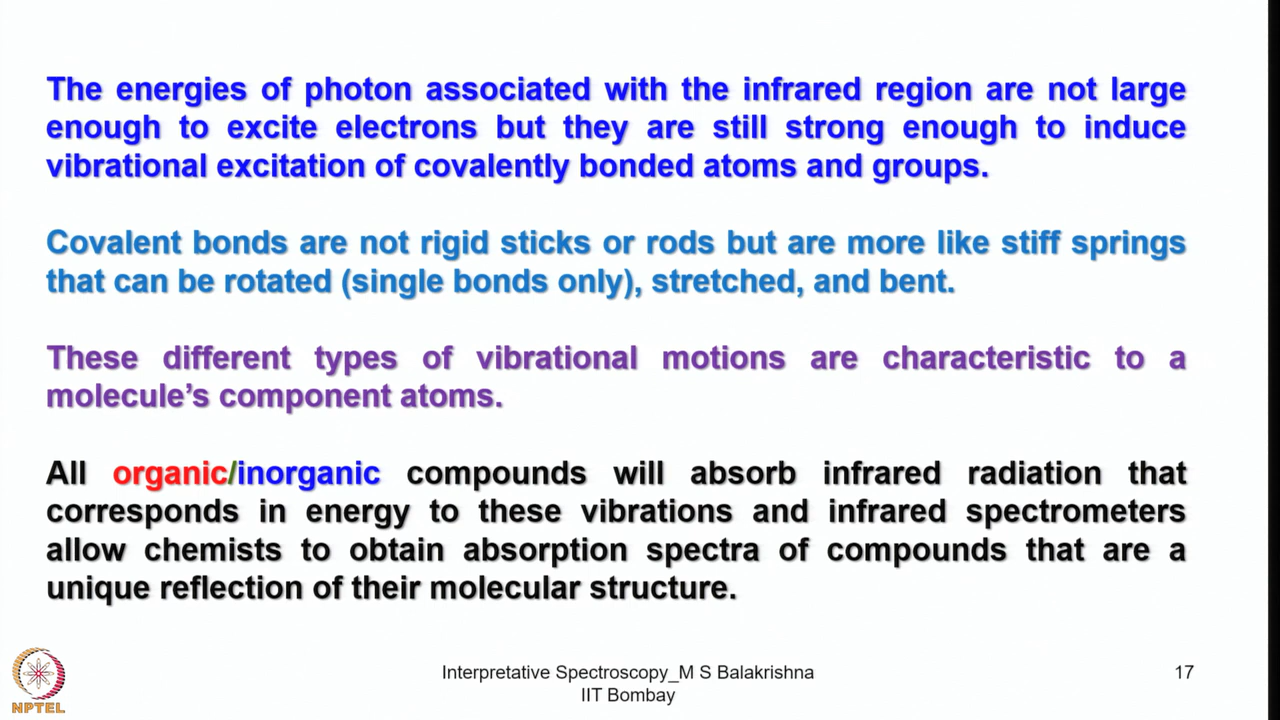 The energies of photon associated with the infrared region are not large
enough to excite electrons but they are still strong enough to induce
vibrational excitation of covalently bonded atoms and groups.
Covalent bonds are not rigid sticks or rods but are more like stiff springs
that can be rotated (single bonds only), stretched, and bent.
These different types of vibrational motions are characteristic to a
molecule’s component atoms.
All organic/inorganic compounds will absorb infrared radiation that
corresponds in energy to these vibrations and infrared spectrometers
allow chemists to obtain absorption spectra of compounds that are a
unique reflection of their molecular structure.
NPTEL
Interpretative Spectroscopy_M S Balakrishna
IIT Bombay
17